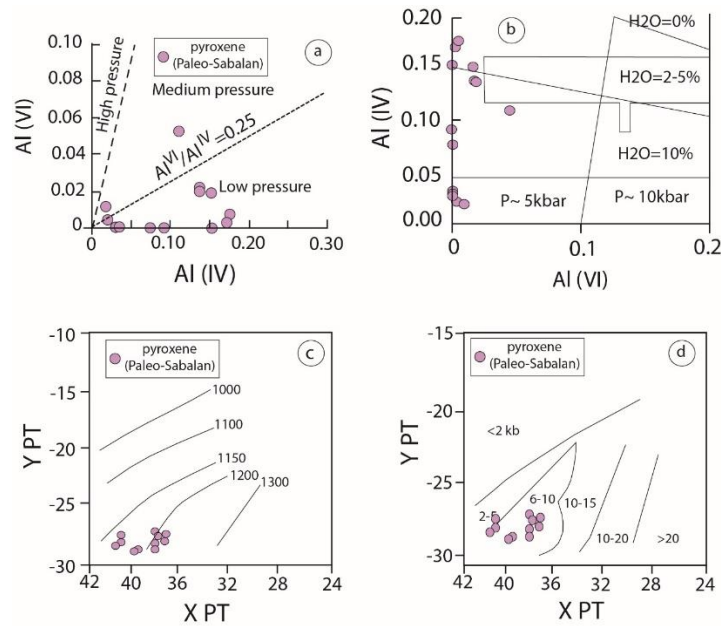 0.10
0.08
0.06
0.04
0.02
0
0
0.10
0.20
0.30
Al (VI)
Al (IV)
pyroxene
(Paleo-Sabalan)
a
High pressure
Medium pressure
Al^VI/Al^IV=0.25
Low pressure
0.20
0.15
0.10
0.05
0.00
0
0.1
0.2
Al (IV)
Al (VI)
b
H2O=0%
H2O=2-5%
H2O=10%
P~ 5kbar
P~ 10kbar
-10
-15
-20
-25
-30
42
40
36
32
28
24
Y PT
X PT
pyroxene
(Paleo-Sabalan)
c
1000
1100
1150
1200
1300
-15
-20
-25
-30
42
40
36
32
28
24
Y PT
X PT
pyroxene
(Paleo-Sabalan)
d
<2 kb
2-5
6-10
10-15
10-20
>20